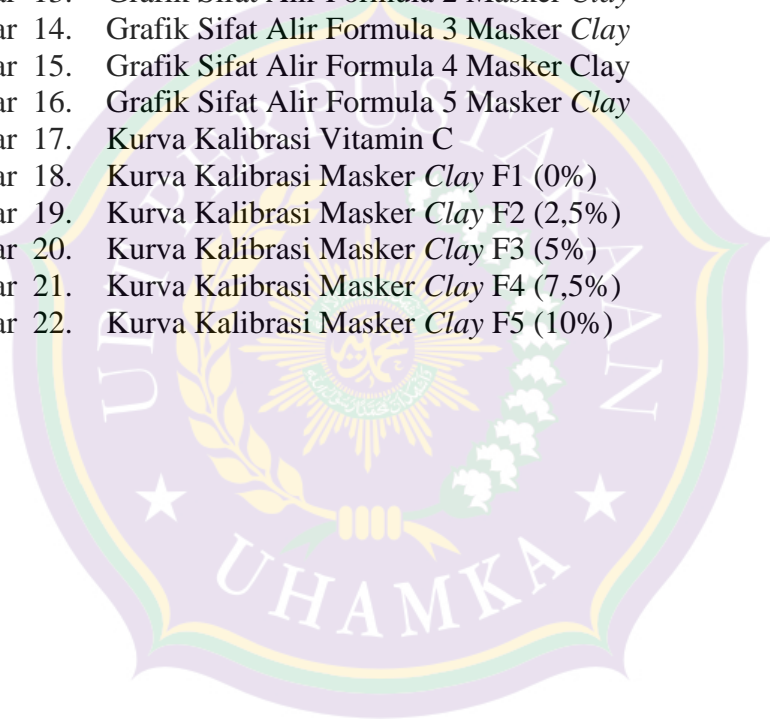 ar 13. Grafik Sifat Alir Formula 2 Masker Clay
ar 14. Grafik Sifat Alir Formula 3 Masker Clay
ar 15. Grafik Sifat Alir Formula 4 Masker Clay
ar 16. Grafik Sifat Alir Formula 5 Masker Clay
ar 17. Kurva Kalibrasi Vitamin C
ar 18. Kurva Kalibrasi Masker Clay F1 (0%)
ar 19. Kurva Kalibrasi Masker Clay F2 (2,5%)
ar 20. Kurva Kalibrasi Masker Clay F3 (5%)
ar 21. Kurva Kalibrasi Masker Clay F4 (7,5%)
ar 22. Kurva Kalibrasi Masker Clay F5 (10%)
UPT PERPUSTAKAAN
UHAMKA